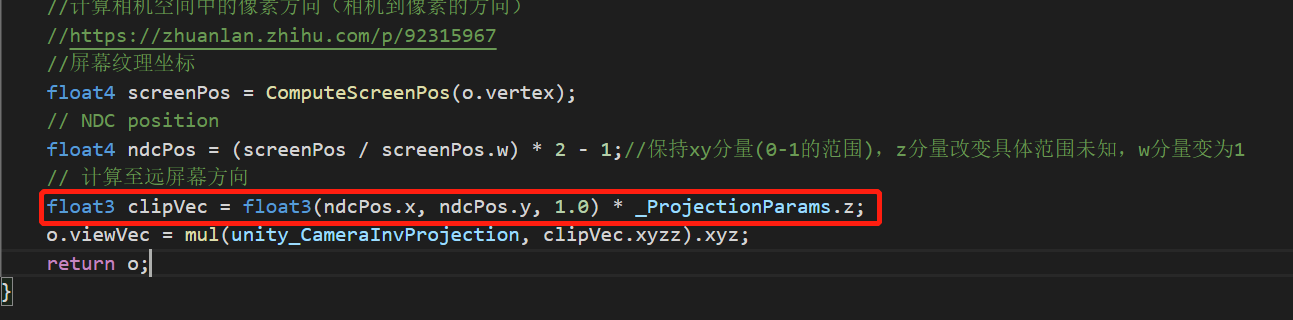 //计算相机空间中的像素方向（相机到像素的方向）
//https://zhuanlan.zhihu.com/p/92315967
//屏幕纹理坐标
float4 screenPos = ComputeScreenPos(o.vertex);
// NDC position
float4 ndcPos = (screenPos / screenPos.w) * 2 - 1;//保持xy分量(0-1的范围)，z分量改变具体范围未知，w分量变为1
// 计算至远屏幕方向
float3 clipVec = float3(ndcPos.x, ndcPos.y, 1.0) * _ProjectionParams.z;
o.viewVec = mul(unity_CameraInvProjection, clipVec.xyzz).xyz;
return o;
}